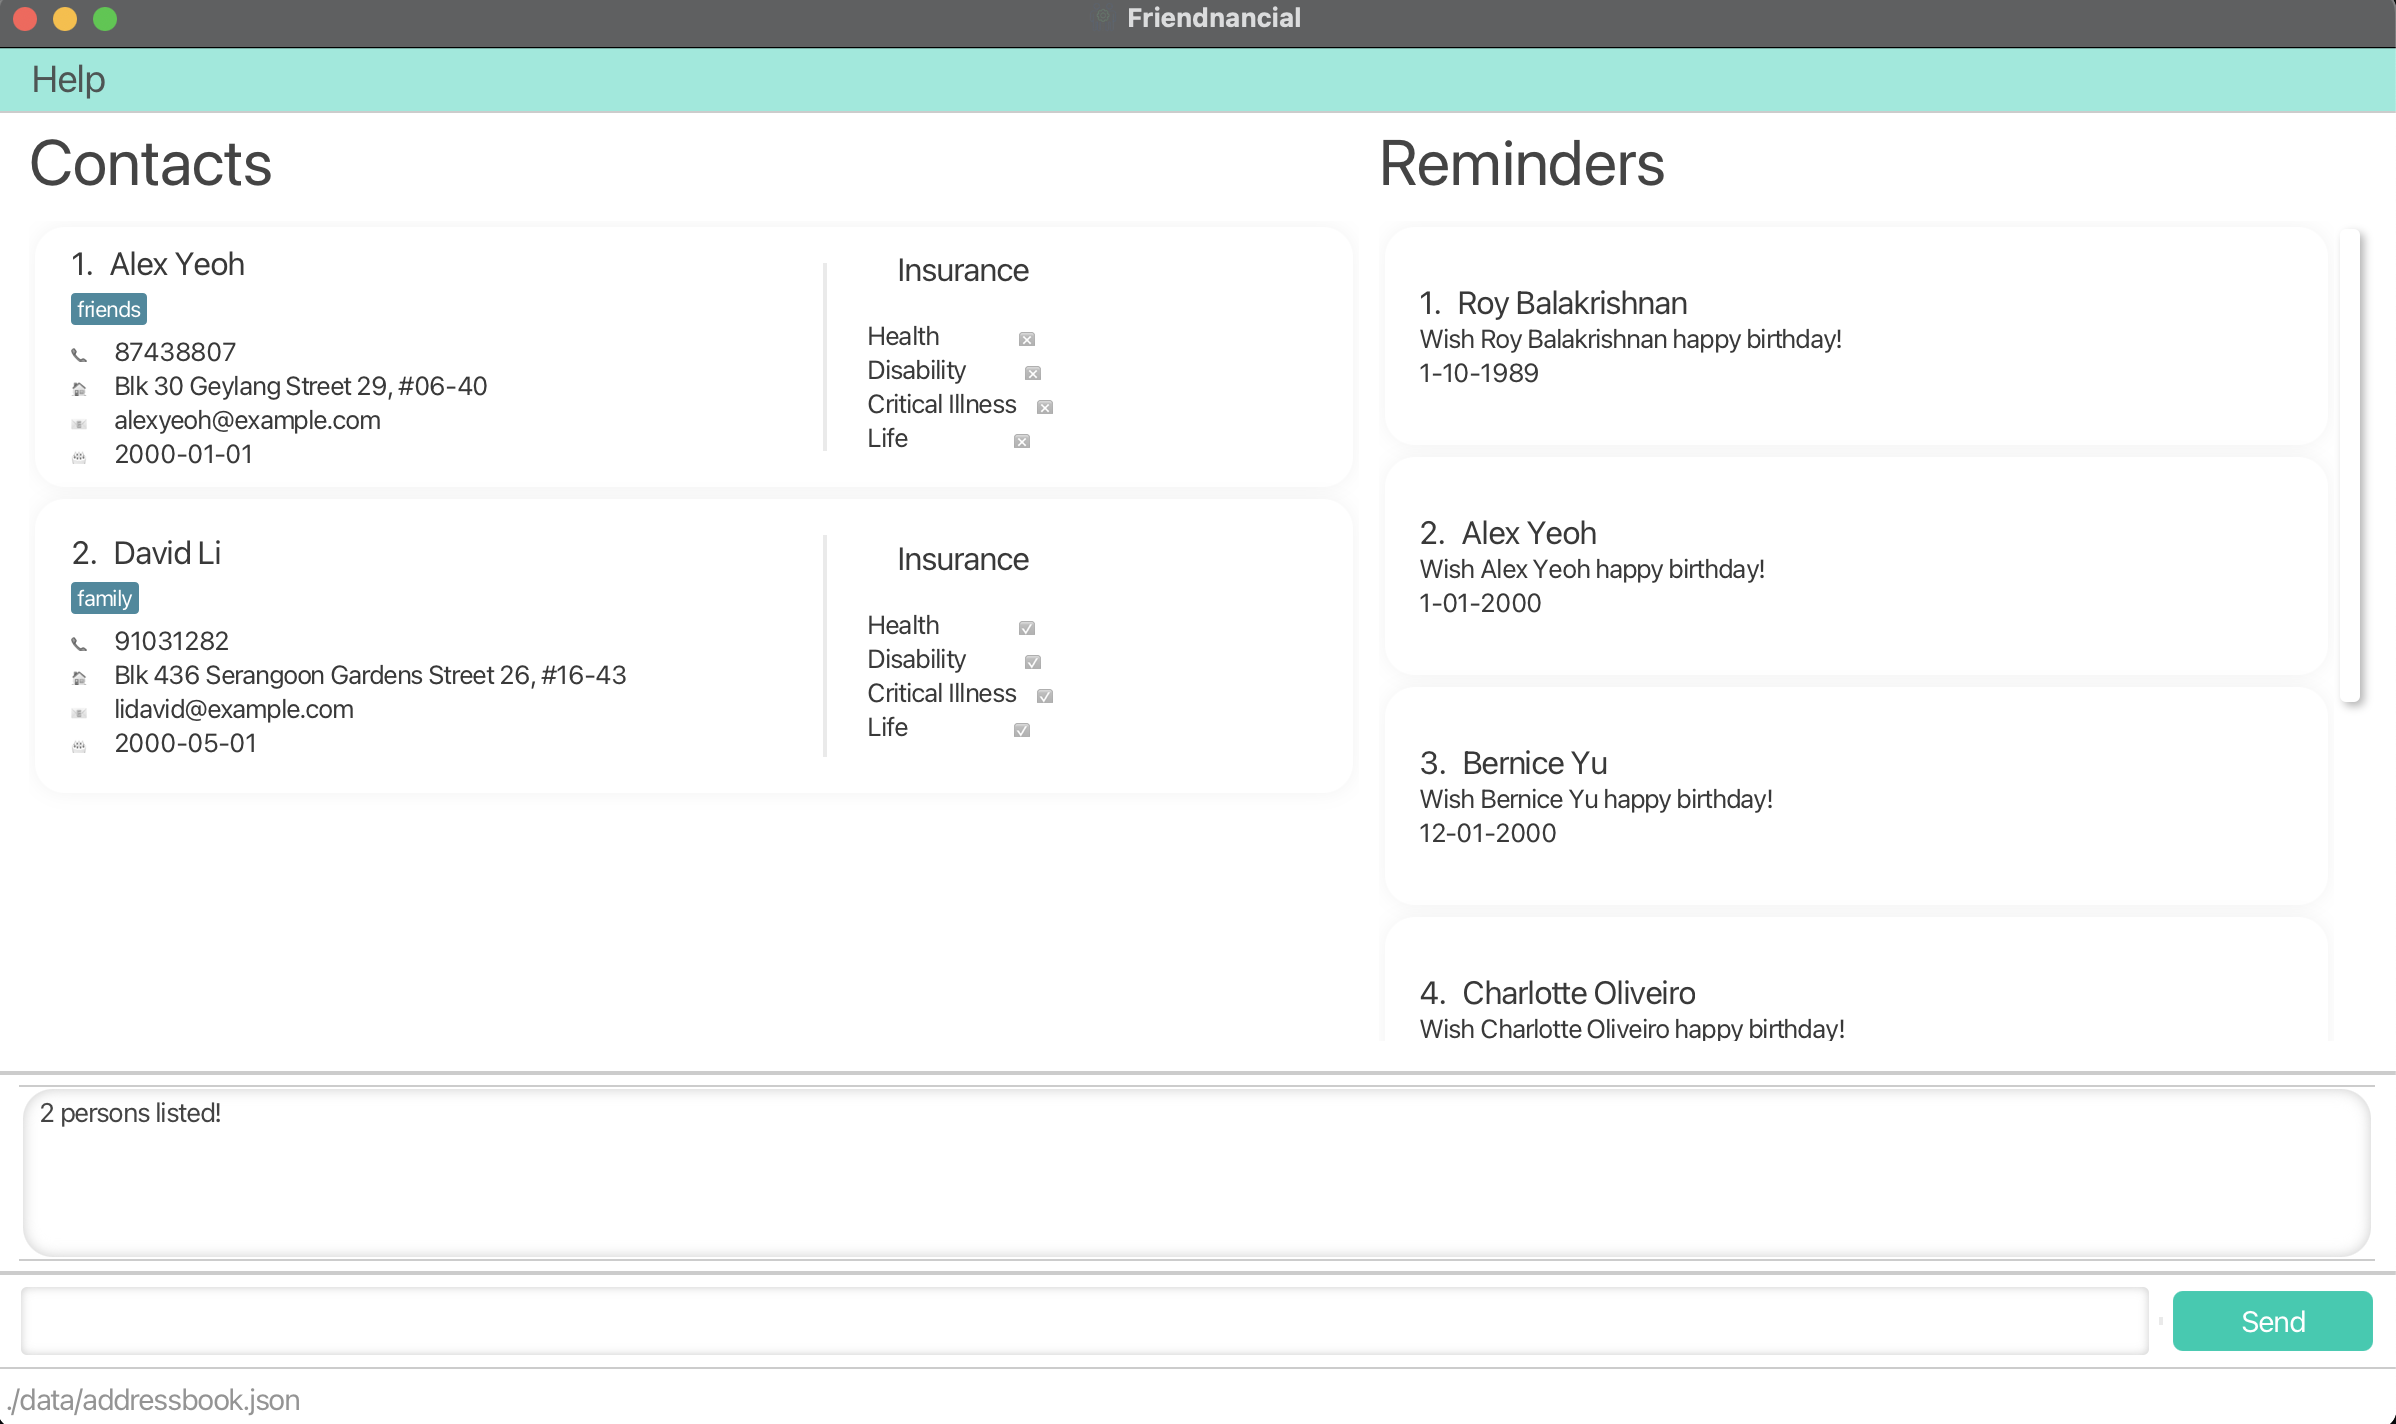 Friendnancial
Help
Contacts
1. Alex Yeoh
friends
87438807
Blk 30 Geylang Street 29, #06-40
alexyeoh@example.com
2000-01-01
Insurance
Health
Disability
Critical Illness
Life
2. David Li
family
91031282
Blk 436 Serangoon Gardens Street 26, #16-43
lidavid@example.com
2000-05-01
Insurance
Health
Disability
Critical Illness
Life
Reminders
1. Roy Balakrishnan
Wish Roy Balakrishnan happy birthday!
1-10-1989
2. Alex Yeoh
Wish Alex Yeoh happy birthday!
1-01-2000
3. Bernice Yu
Wish Bernice Yu happy birthday!
12-01-2000
4. Charlotte Oliveiro
Wish Charlotte Oliveiro happy birthday!
2 persons listed!
Send
./data/addressbook.json